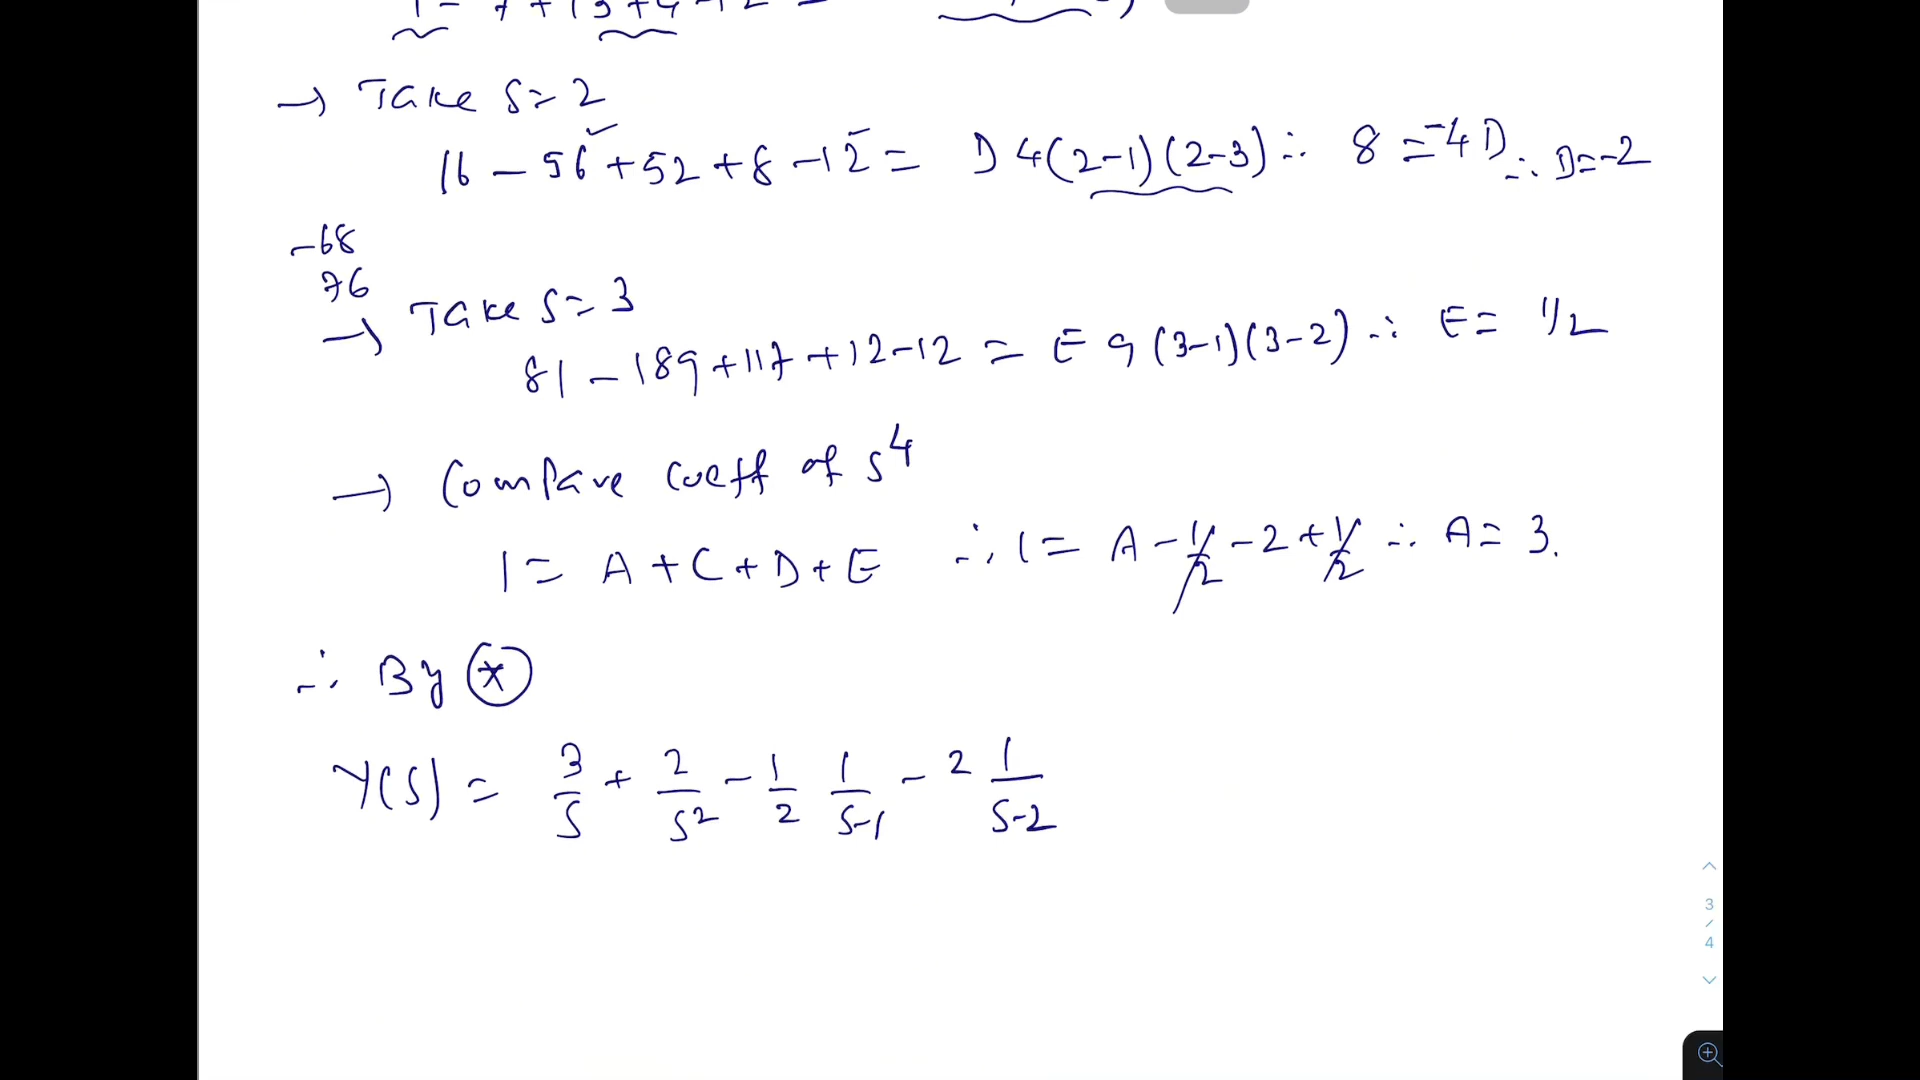 → Take S = 2
16 - 56 + 52 + 8 - 12 = D 4(2-1)(2-3) ∴ 8 = -4D ∴ D = -2
-68
76
→ Take S = 3
81 - 189 + 117 + 12 - 12 = E 9 (3-1)(3-2) ∴ E = 1/2
→ Compare coeff of s^4
1 = A + C + D + E ∴ 1 = A - 1/2 - 2 + 1/2 ∴ A = 3.
∴ By ⊛
Y(S) = 3/S + 2/S^2 - 1/2 1/(S-1) - 2 1/(S-2)
3
/
4